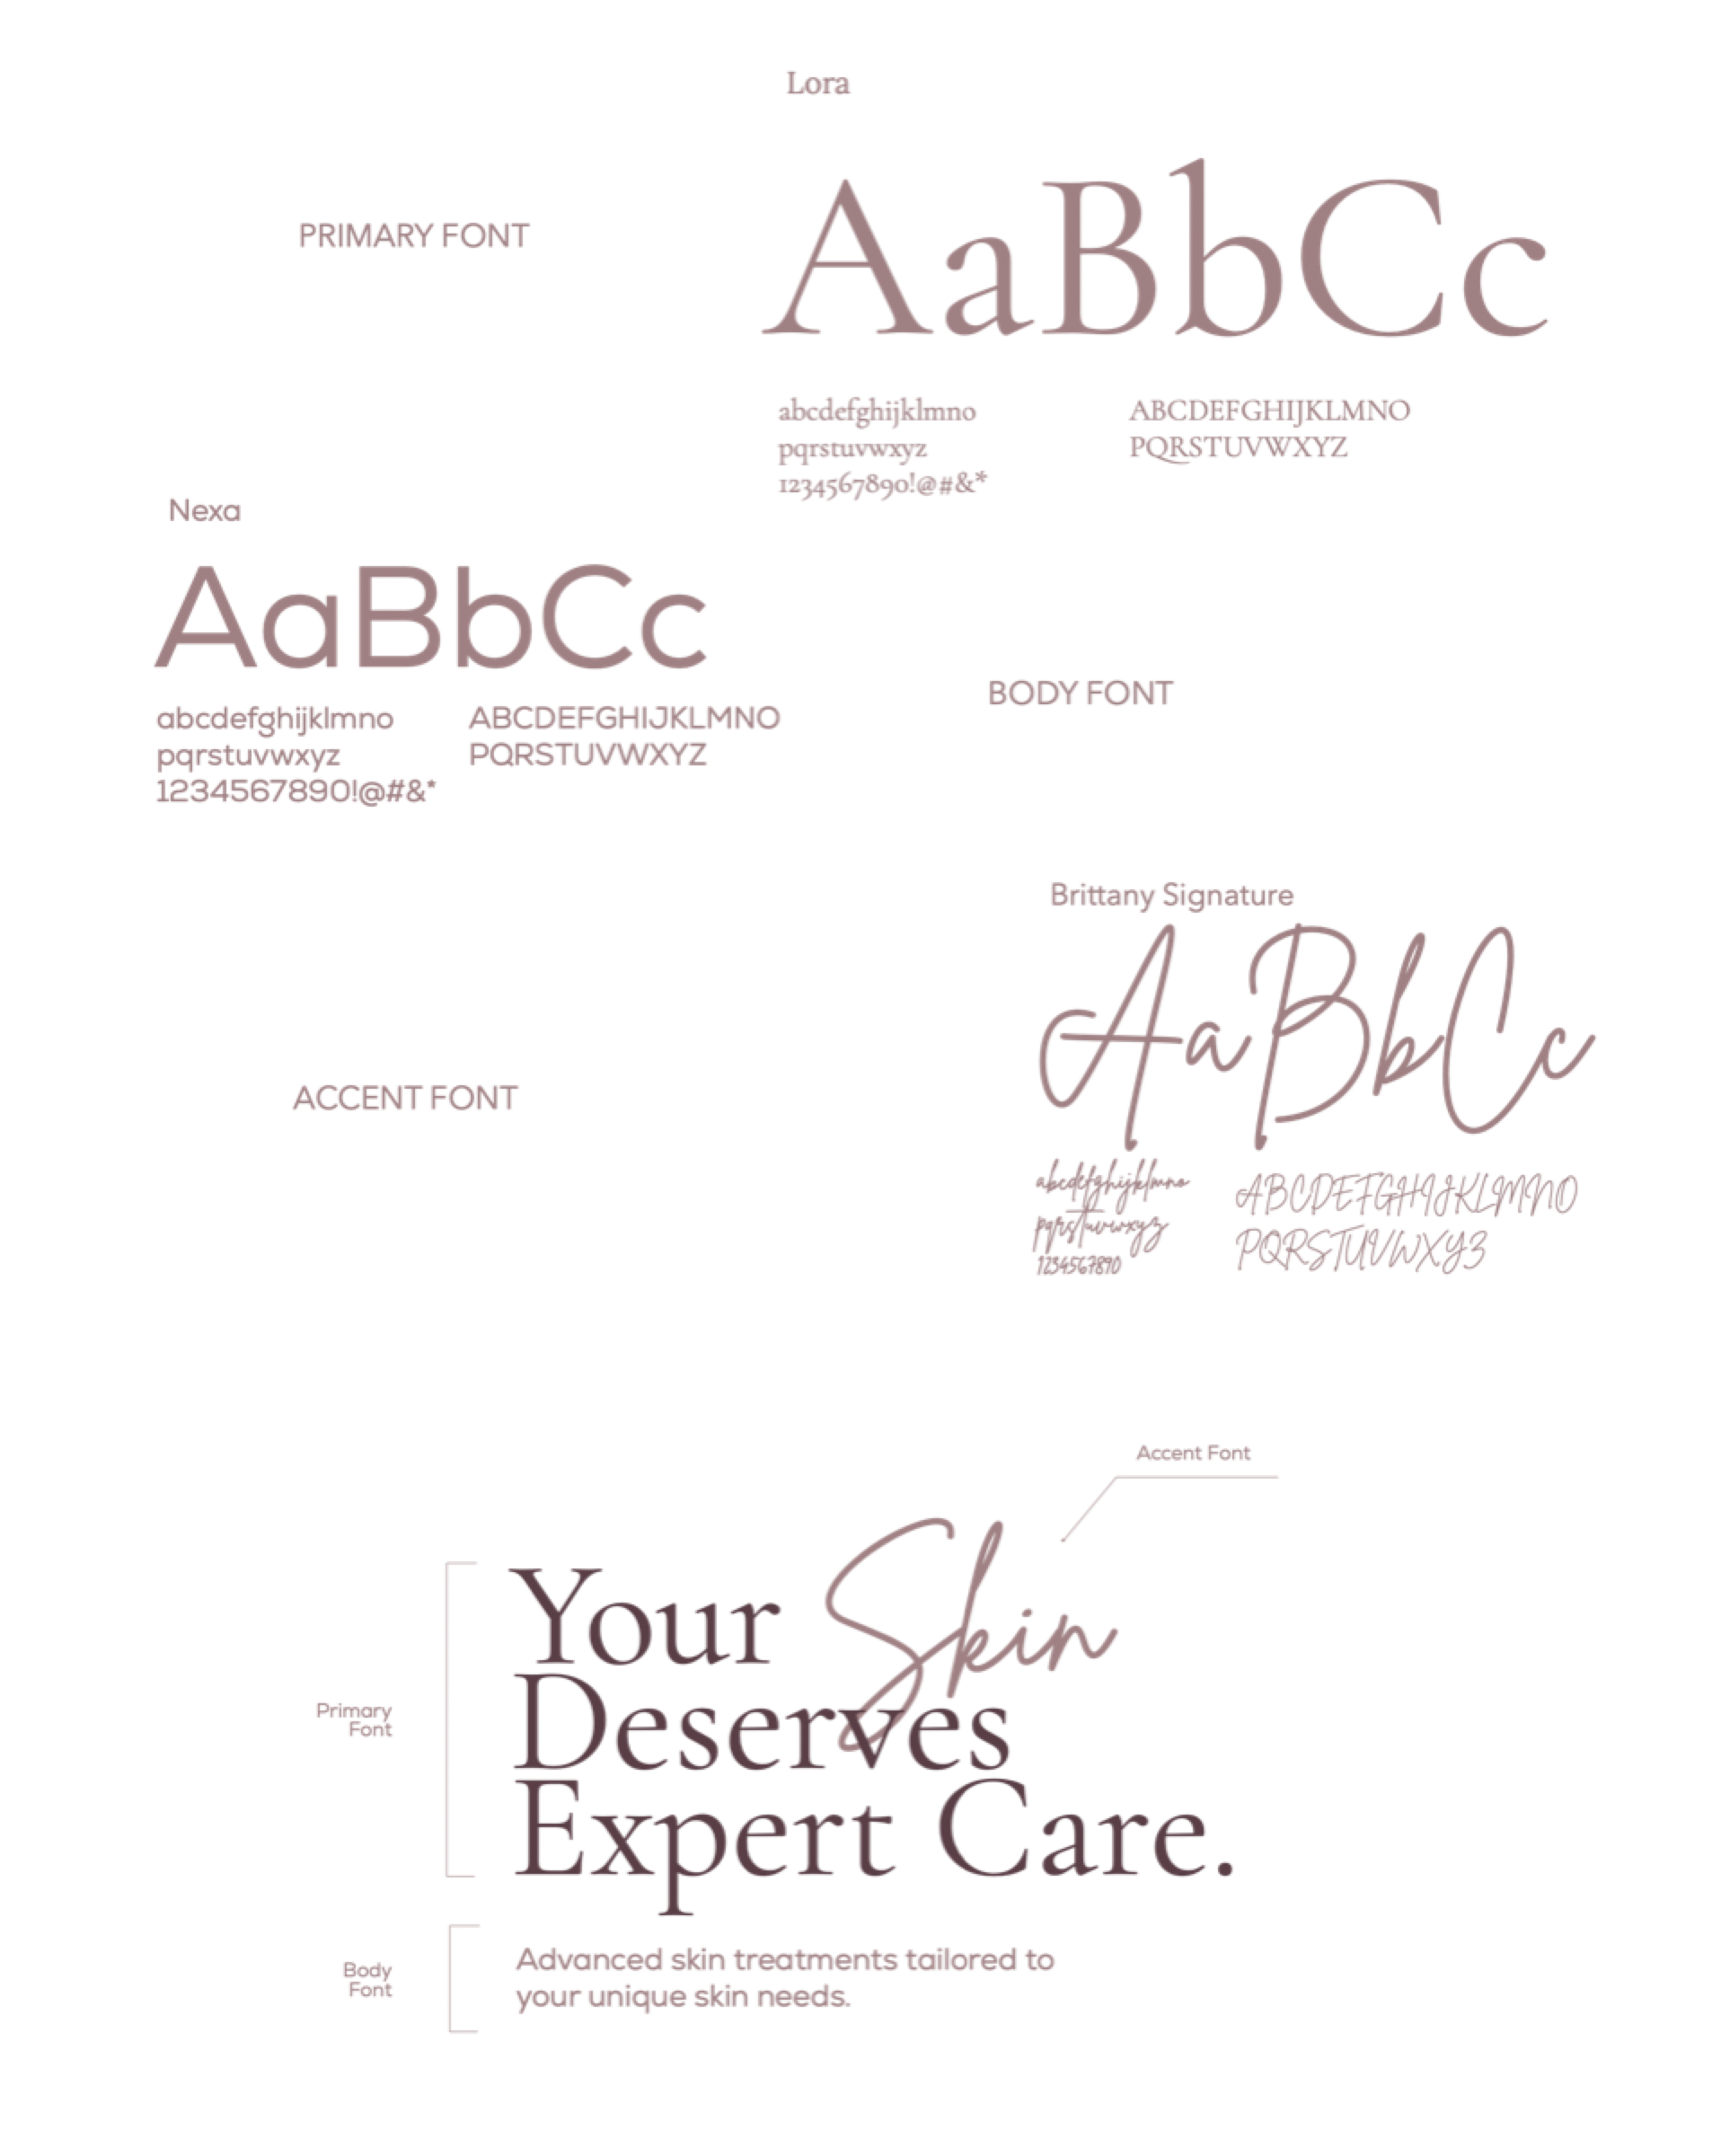 Lora
PRIMARY FONT
AaBbCc
abcdefghijklmno
pqrstuvwxyz
1234567890!@#&*
ABCDEFGHIJKLMNO
PQRSTUVWXYZ
Nexa
AaBbCc
abcdefghijklmno
pqrstuvwxyz
1234567890!@#&*
ABCDEFGHIJKLMNO
PQRSTUVWXYZ
BODY FONT
Brittany Signature
AaBbCc
ACCENT FONT
abcdefghijklmno
pqrstuvwxyz
1234567890
ABCDEFGHIJKLMNO
PQRSTUVWXYZ
Accent Font
Your Skin
Deserves
Expert Care.
Primary
Font
Advanced skin treatments tailored to
your unique skin needs.
Body
Font